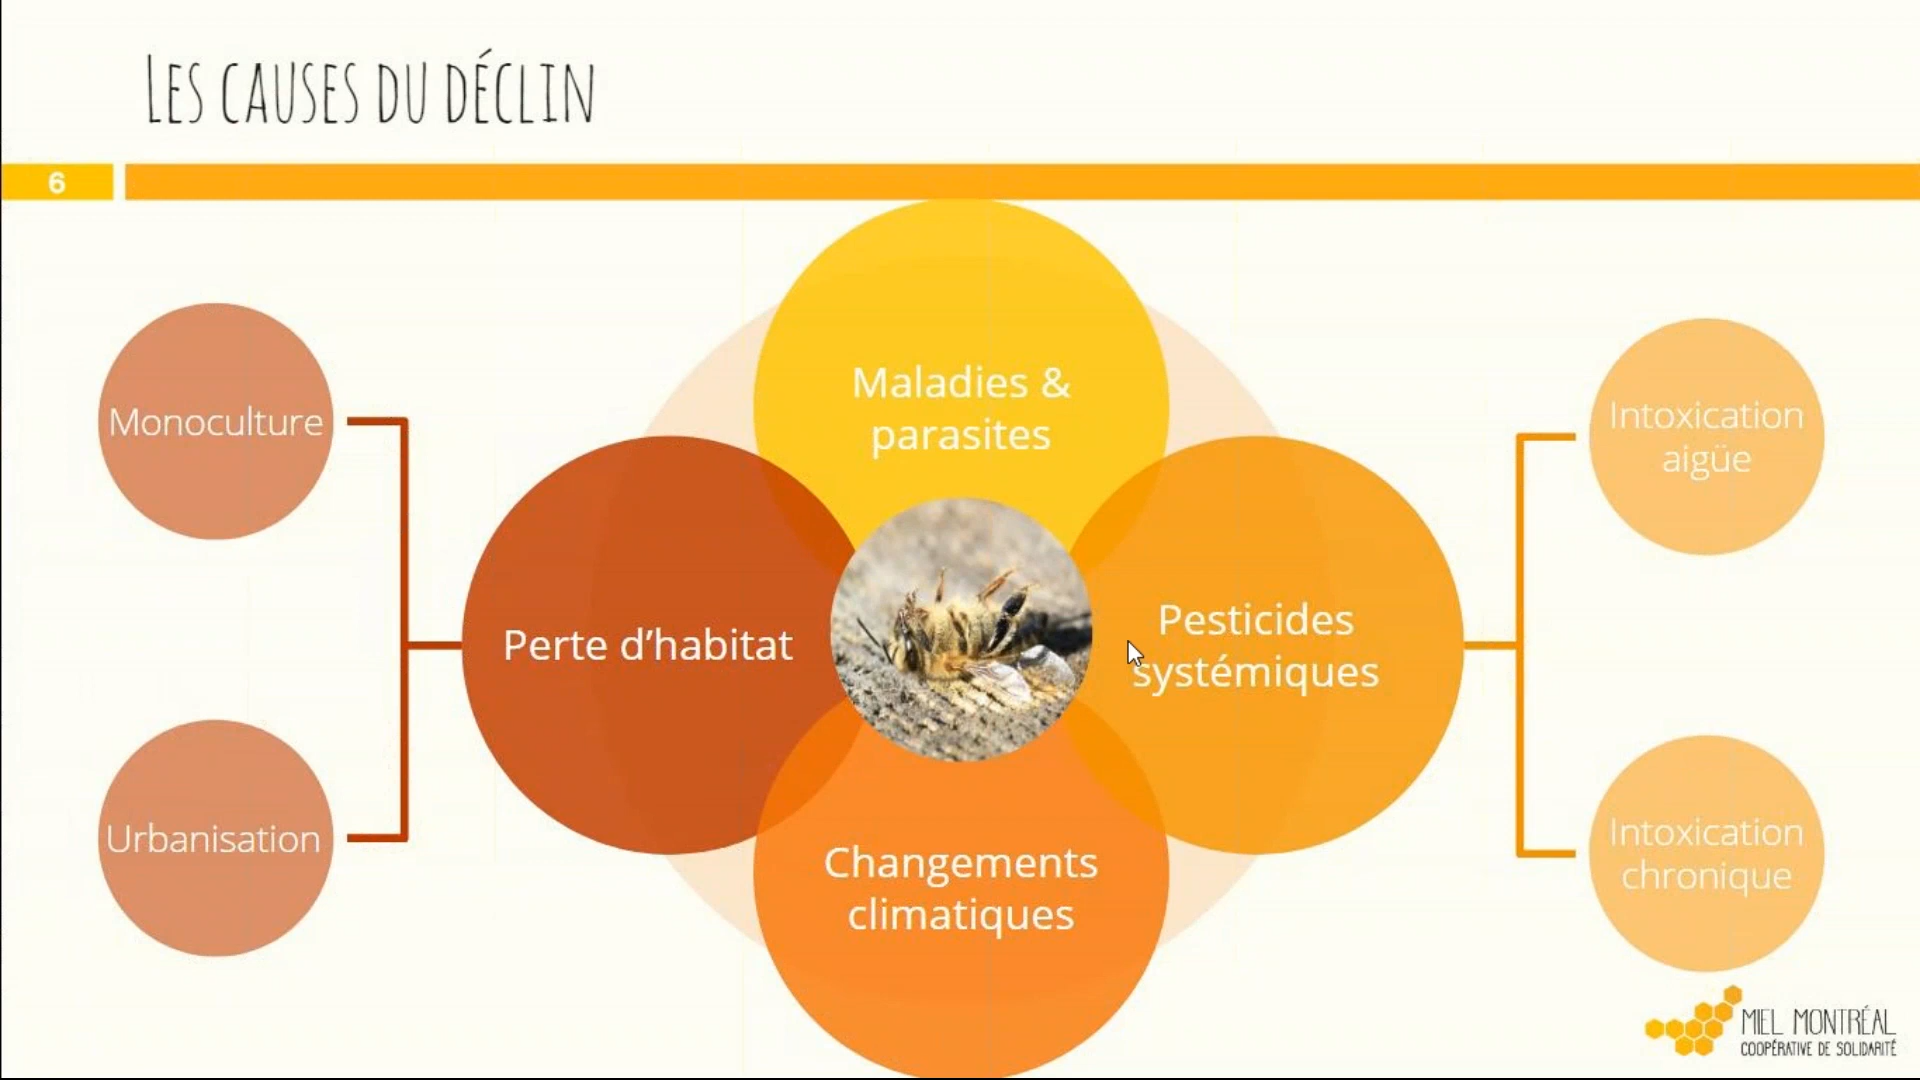 Les causes du déclin
6
Maladies &
parasites
Monoculture
Intoxication
aigüe
Perte d’habitat
Pesticides
systémiques
Urbanisation
Changements
climatiques
Intoxication
chronique
MIEL MONTRÉAL
COOPÉRATIVE DE SOLIDARITÉ